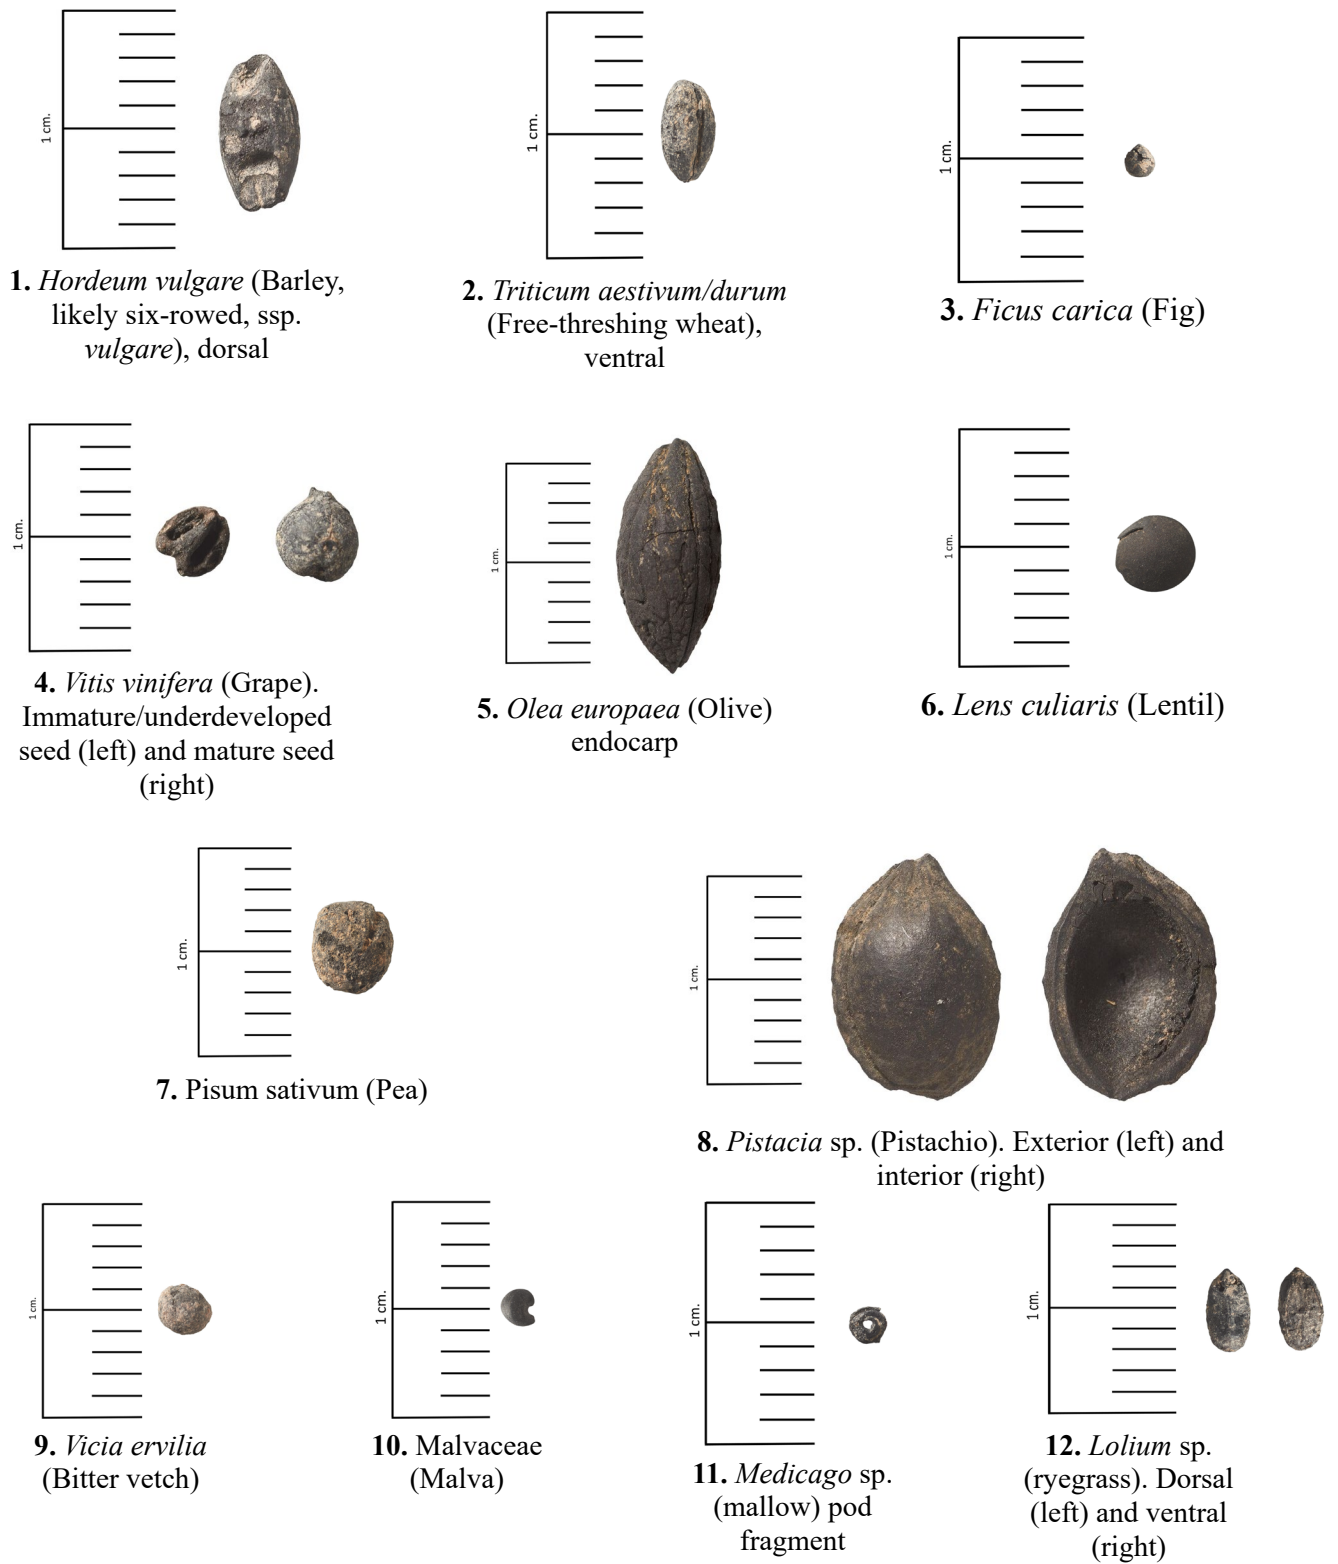 1 cm.
1 cm.
1 cm.
1. Hordeum vulgare (Barley,
likely six-rowed, ssp.
vulgare), dorsal
2. Triticum aestivum/durum
(Free-threshing wheat),
ventral
3. Ficus carica (Fig)
1 cm.
1 cm.
1 cm.
4. Vitis vinifera (Grape).
Immature/underdeveloped
seed (left) and mature seed
(right)
5. Olea europaea (Olive)
endocarp
6. Lens culiaris (Lentil)
1 cm.
1 cm.
7. Pisum sativum (Pea)
8. Pistacia sp. (Pistachio). Exterior (left) and
interior (right)
1 cm.
1 cm.
1 cm.
1 cm.
9. Vicia ervilia
(Bitter vetch)
10. Malvaceae
(Malva)
11. Medicago sp.
(mallow) pod
fragment
12. Lolium sp.
(ryegrass). Dorsal
(left) and ventral
(right)